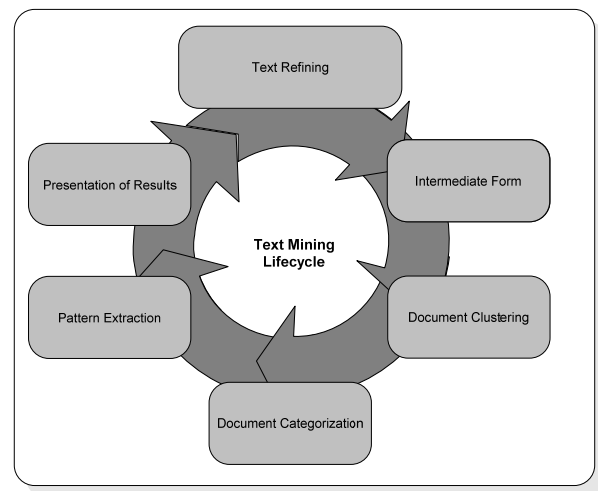 Text Refining
Intermediate Form
Document Clustering
Document Categorization
Pattern Extraction
Presentation of Results
Text Mining
Lifecycle